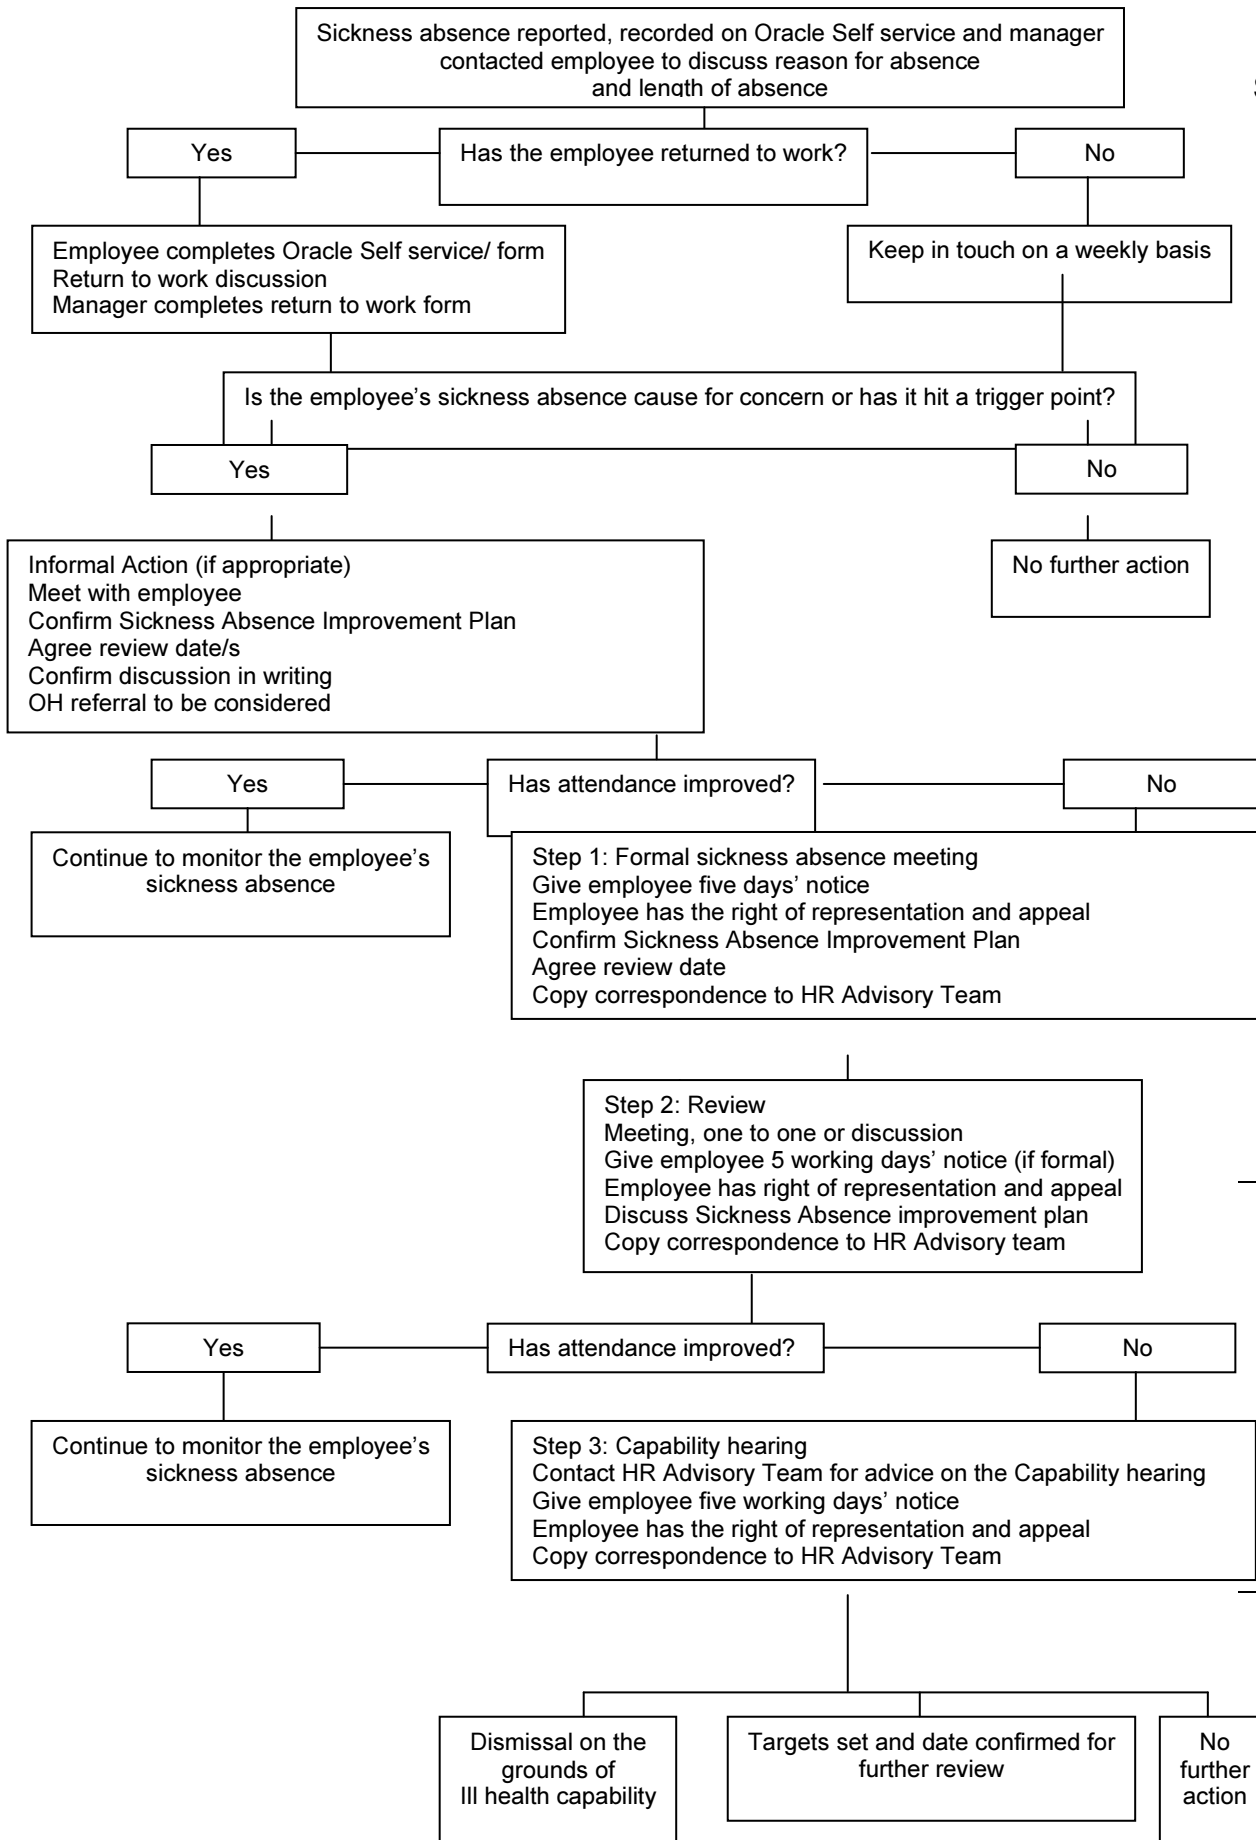 Sickness absence reported, recorded on Oracle Self service and manager
contacted employee to discuss reason for absence
and length of absence
Yes
Has the employee returned to work?
No
Employee completes Oracle Self service/ form
Return to work discussion
Manager completes return to work form
Keep in touch on a weekly basis
Is the employee’s sickness absence cause for concern or has it hit a trigger point?
Yes
No
Informal Action (if appropriate)
Meet with employee
Confirm Sickness Absence Improvement Plan
Agree review date/s
Confirm discussion in writing
OH referral to be considered
No further action
Yes
Has attendance improved?
No
Continue to monitor the employee’s
sickness absence
Step 1: Formal sickness absence meeting
Give employee five days’ notice
Employee has the right of representation and appeal
Confirm Sickness Absence Improvement Plan
Agree review date
Copy correspondence to HR Advisory Team
Step 2: Review
Meeting, one to one or discussion
Give employee 5 working days’ notice (if formal)
Employee has right of representation and appeal
Discuss Sickness Absence improvement plan
Copy correspondence to HR Advisory team
Yes
Has attendance improved?
No
Continue to monitor the employee’s
sickness absence
Step 3: Capability hearing
Contact HR Advisory Team for advice on the Capability hearing
Give employee five working days’ notice
Employee has the right of representation and appeal
Copy correspondence to HR Advisory Team
Dismissal on the
grounds of
Ill health capability
Targets set and date confirmed for
further review
No
further
action